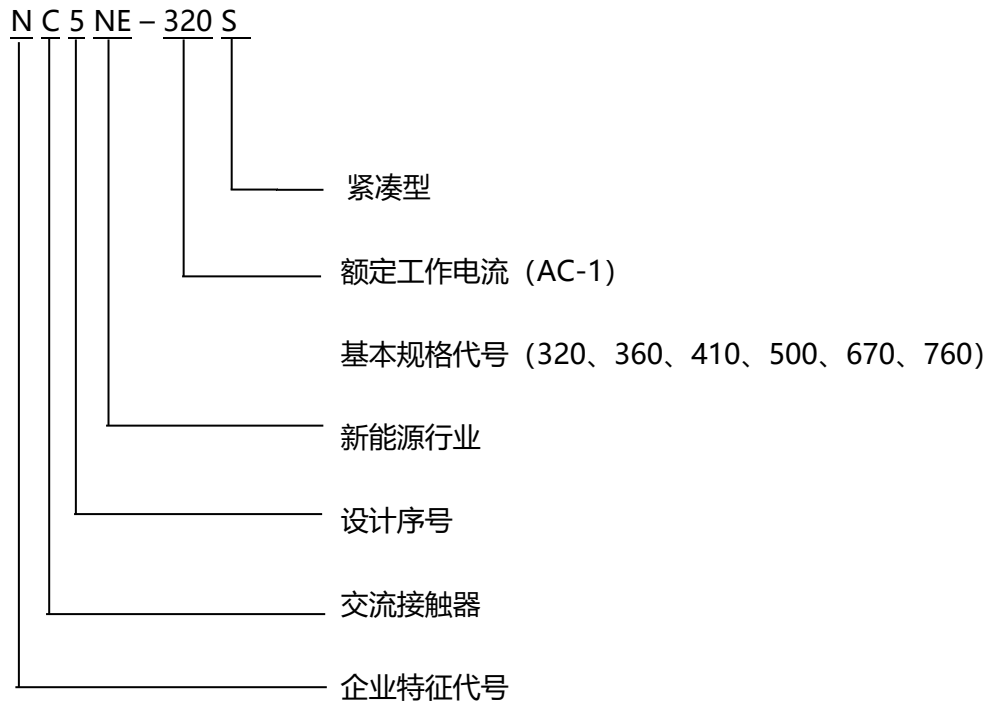 N C 5 NE – 320 S
紧凑型
额定工作电流（AC-1）
基本规格代号（320、360、410、500、670、760）
新能源行业
设计序号
交流接触器
企业特征代号